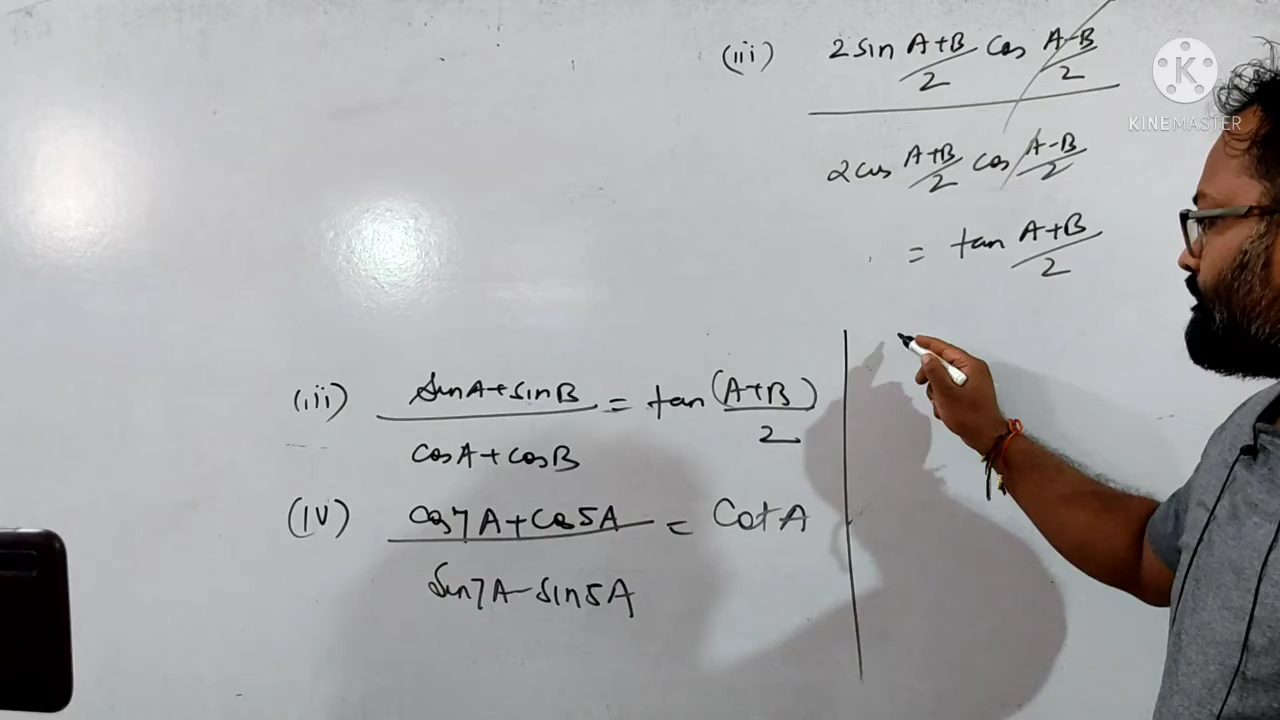 (iii) 2 sin A+B/2 cos A-B/2
2 cos A+B/2 cos A-B/2
= tan A+B/2
(iii) sinA+sinB / cosA+cosB = tan (A+B)/2
(IV) cos7A+cos5A / sin7A-sin5A = cotA
K
KINEMASTER